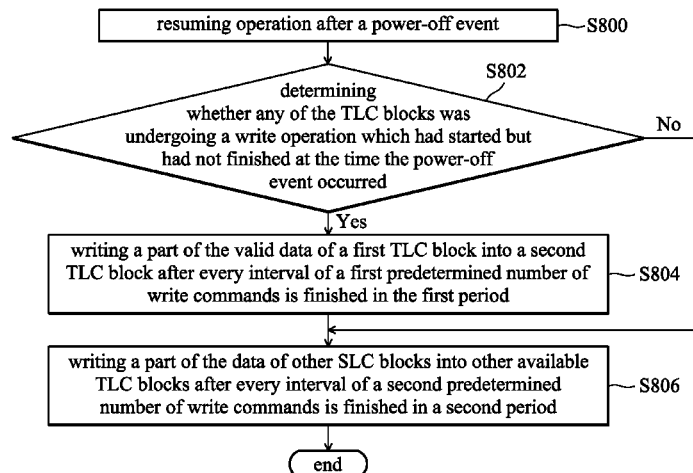 resuming operation after a power-off event
S800
S802
determining
whether any of the TLC blocks was
undergoing a write operation which had started but
had not finished at the time the power-off
event occurred
No
Yes
writing a part of the valid data of a first TLC block into a second
TLC block after every interval of a first predetermined number of
write commands is finished in the first period
S804
writing a part of the data of other SLC blocks into other available
TLC blocks after every interval of a second predetermined
number of write commands is finished in a second period
S806
end